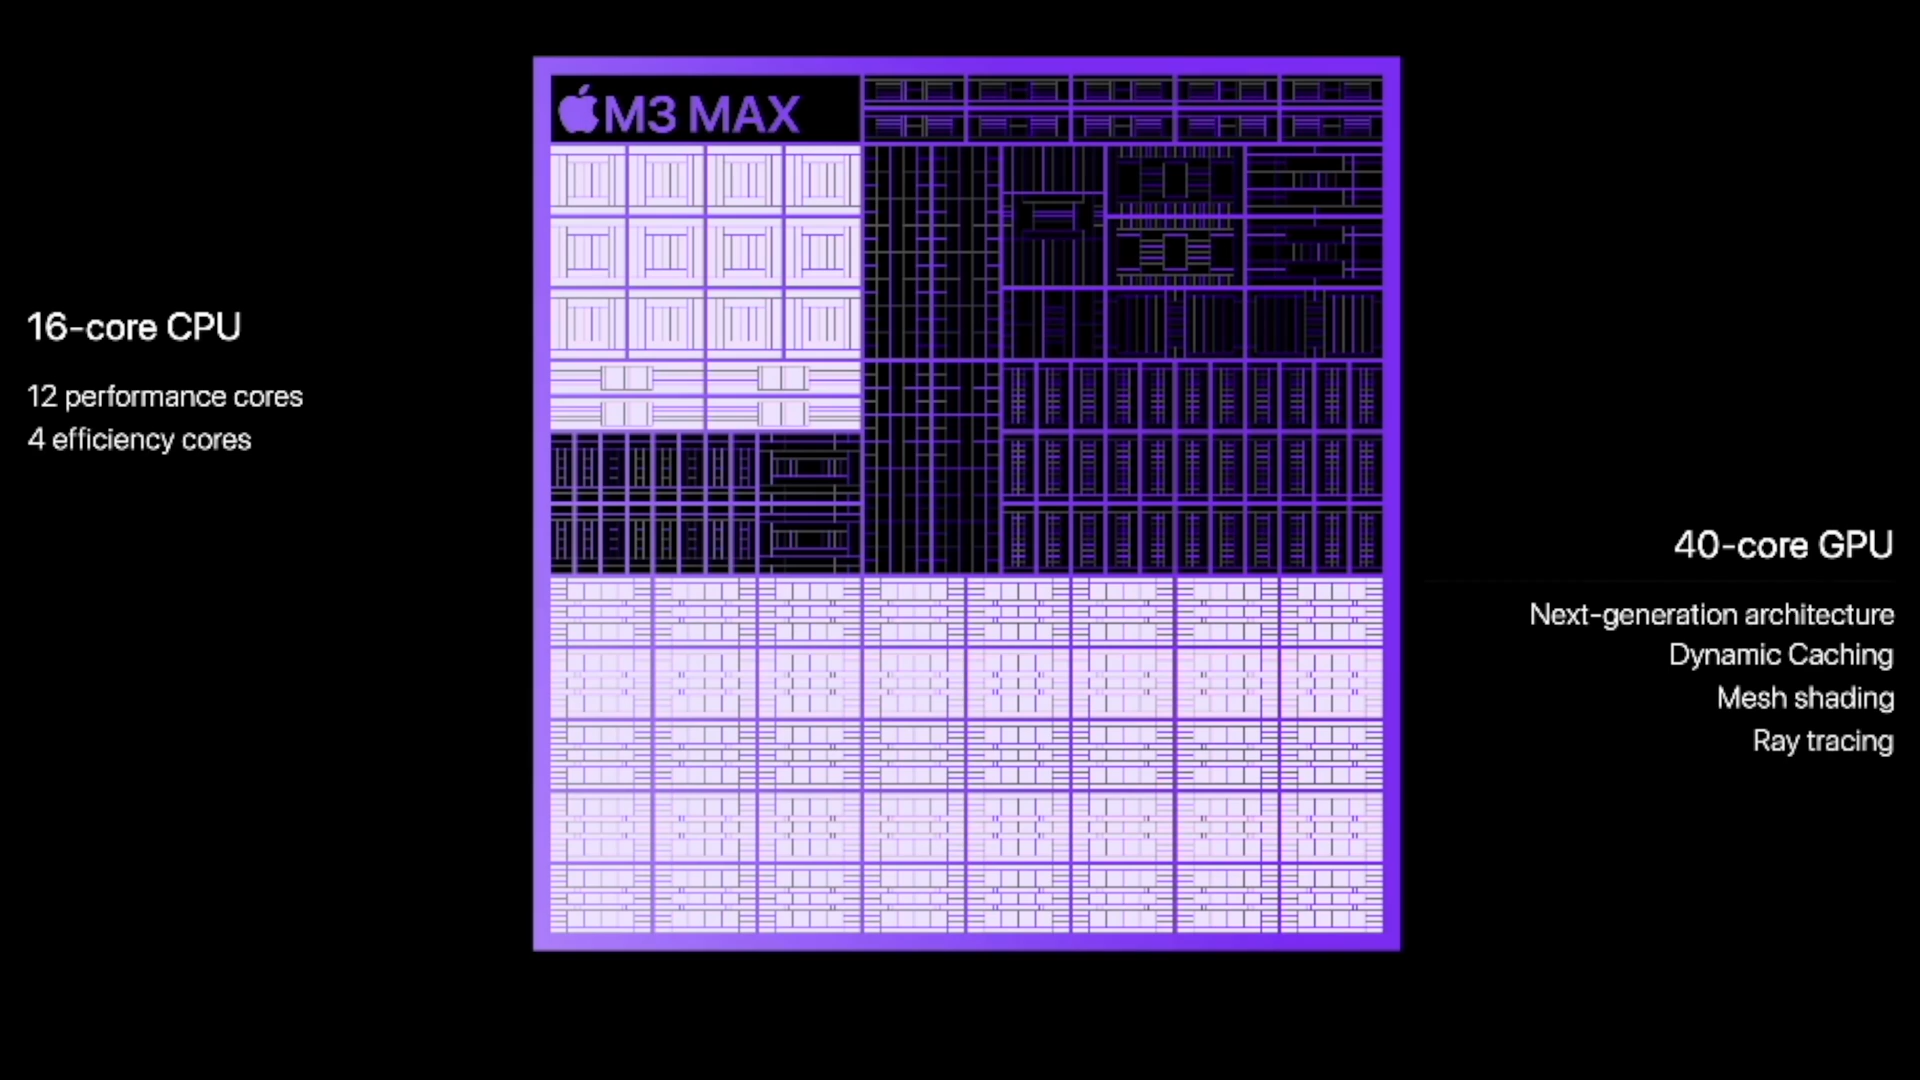 M3 MAX
16-core CPU
12 performance cores
4 efficiency cores
40-core GPU
Next-generation architecture
Dynamic Caching
Mesh shading
Ray tracing